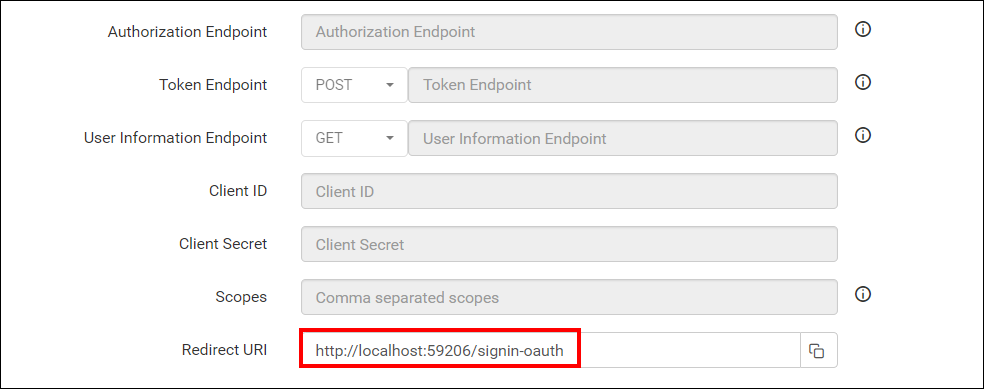 Authorization Endpoint Authorization Endpoint
Token Endpoint POST Token Endpoint
User Information Endpoint GET User Information Endpoint
Client ID Client ID
Client Secret Client Secret
Scopes Comma separated scopes
Redirect URI http://localhost:59206/signin-oauth